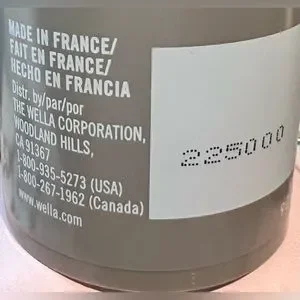 MADE IN FRANCE/
FAIT EN FRANCE/
HECHO EN FRANCIA
Distr. by/par/por
THE WELLA CORPORATION,
WOODLAND HILLS,
CA 91367
1-800-935-5273 (USA)
1-800-267-1962 (Canada)
www.wella.com
225000